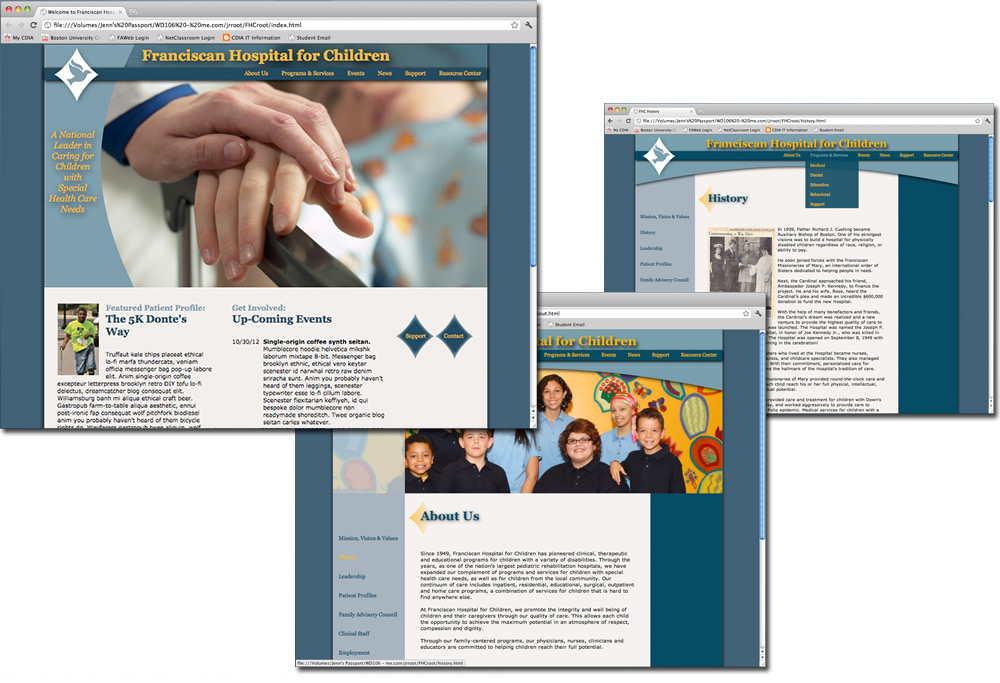 Welcome to Franciscan Hosp
file:///Volumes/Jenn's%20Passport/WD106%20-%20me.com/jrroot/FHCroot/index.html
My CDIA Boston University Ci FAWeb Login NetClassroom Login CDIA IT Information Student Email
Franciscan Hospital for Children
About Us Programs & Services Events News Support Resource Center
A National
Leader in
Caring for
Children
with
Special
Health Care
Needs
Featured Patient Profile:
The 5K Donte's
Way
Truffaut kale chips placeat ethical
lo-fi marfa thundercats, veniam
officia messenger bag pop-up labore
elit. Anim single-origin coffee
excepteur letterpress brooklyn retro DIY tofu lo-fi
delectus, dreamcatcher blog consequat elit.
Williamsburg banh mi aliqua ethical craft beer.
Gastropub farm-to-table aliqua aesthetic, ennui
post-ironic fap consequat wolf pitchfork biodiesel
anim you probably haven't heard of them bicycle
Get Involved:
Up-Coming Events
10/30/12 Single-origin coffee synth seitan.
Mumblecore hoodie helvetica mikshk
laborum mixtape 8-bit. Messenger bag
brooklyn ethnic, ethical vero keytar
scenester id narwhal retro raw denim
sriracha sunt. Anim you probably haven't
heard of them leggings, scenester
typewriter esse lo-fi cillum labore.
Scenester flexitarian keffiyeh, id qui
bespoke dolor mumblecore non
readymade shoreditch. Twee organic blog
seitan carles whatever.
Support Contact
FHC History
file:///Volumes/Jenn's%20Passport/WD106%20-%20me.com/jrroot/FHCroot/history.html
My CDIA Boston University Ci FAWeb Login NetClassroom Login CDIA IT Information Student Email
Franciscan Hospital for Children
About Us Programs & Services Events News Support Resource Center
Medical
Dental
Education
Behavioral
Support
History
Mission, Vision & Values
History
Leadership
Patient Profiles
Family Advisory Council
In 1939, Father Richard J. Cushing became
Auxiliary Bishop of Boston. One of his strongest
visions was to build a hospital for physically
disabled children regardless of race, religion, or
ability to pay.
He soon joined forces with the Franciscan
Missionaries of Mary, an international order of
Sisters dedicated to helping people in need.
Next, the Cardinal approached his friend,
Ambassador Joseph P. Kennedy, to finance the
project. He and his wife, Rose, heard the
Cardinal's plea and made an incredible $600,000
donation to fund the new Hospital.
With the help of many benefactors and friends,
the Cardinal's dream was realized and a new
venture to provide the highest quality of care to
was launched. The Hospital was named the Joseph P.
, in honor of Joe Kennedy Jr., who was
Hospital was opened on September 8, 1949 with
in the celebration!
who lived at the Hospital became nurses,
and childcare specialists. They also managed
With their commitment, personalized care for
the hallmark of the Hospital's tradition of care.
of Mary provided round-the-clock care and
child reach his or her full physical, intellectual,
potential.
provided care and treatment for children with Down's
and worked aggressively to provide care to
polio epidemic. Medical services for children with
bout.html
Student Email
tal for Children
Programs & Services Events News Support Resource Center
About Us
Mission, Vision & Values
History
Leadership
Patient Profiles
Family Advisory Council
Clinical Staff
Employment
Since 1949, Franciscan Hospital for Children has pioneered clinical, therapeutic
and educational programs for children with a variety of disabilities. Through the
years, as one of the nation's largest pediatric rehabilitation hospitals, we have
expanded our complement of programs and services for children with special
health care needs, as well as for children from the local community. Our
continuum of care includes inpatient, residential, educational, surgical, outpatient
and home care programs, a combination of services for children that is hard to
find anywhere else.
At Franciscan Hospital for Children, we promote the integrity and well being of
children and their caregivers through our quality of care. This allows each child
the opportunity to achieve the maximum potential in an atmosphere of respect,
compassion and dignity.
Through our family-centered programs, our physicians, nurses, clinicians and
educators are committed to helping children reach their full potential.
file:///Volumes/Jenn's Passport/WD106 - me.com/jrroot/FHCroot/history.html